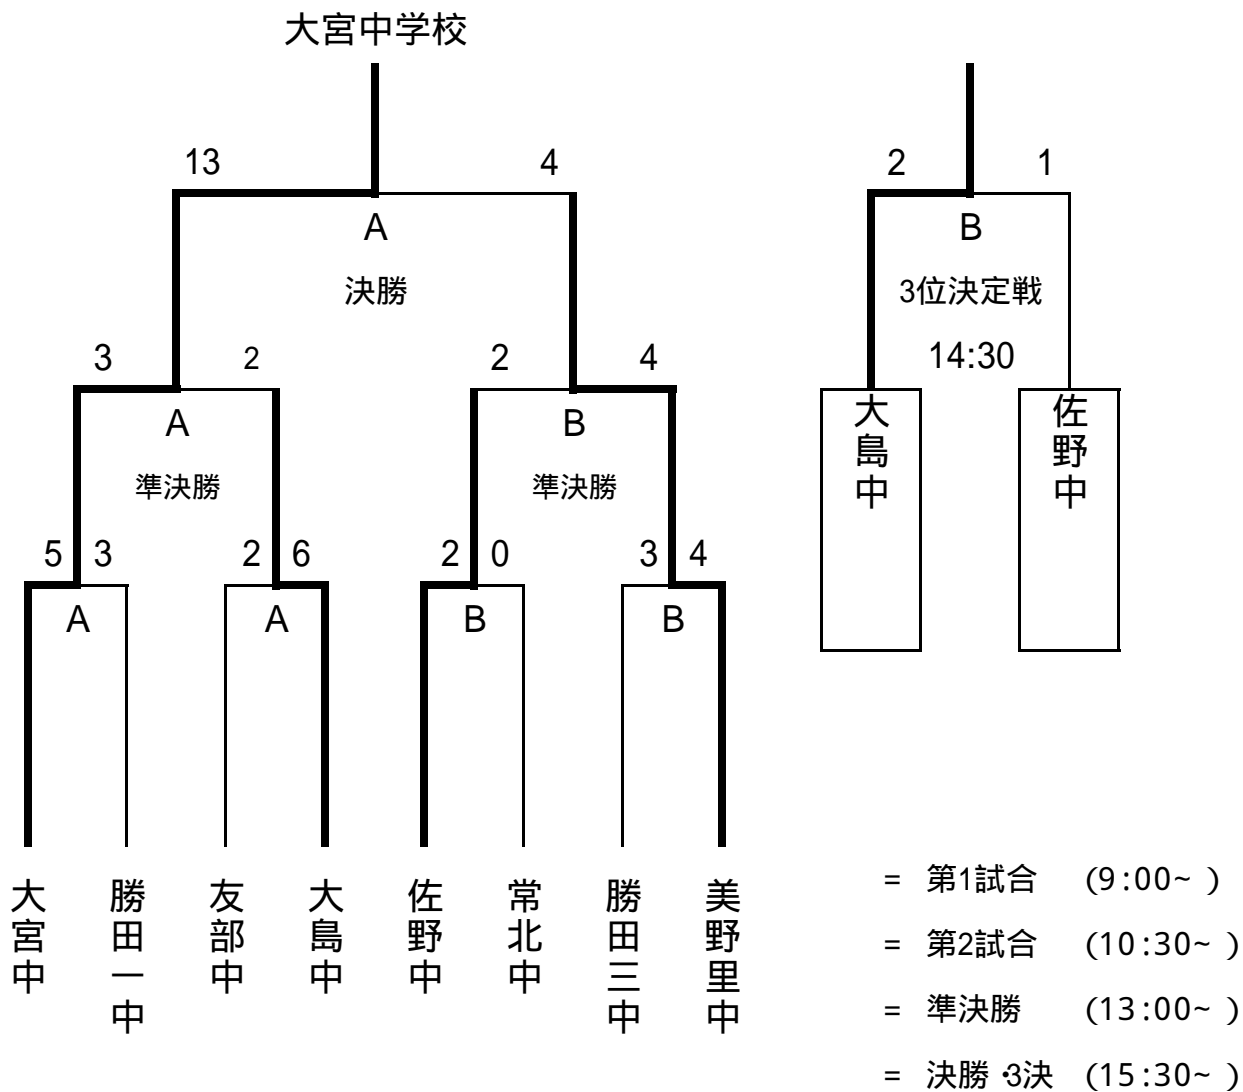 大宮中学校
13 4
2 1
A
B
決勝
3位決定戦
14:30
3 2
2 4
A
B
準決勝
準決勝
大島中
佐野中
5 3
2 6
2 0
3 4
A
A
B
B
大宮中
勝田一中
友部中
大島中
佐野中
常北中
勝田三中
美野里中
= 第1試合 (9:00~ )
= 第2試合 (10:30~ )
= 準決勝 (13:00~ )
= 決勝・3決 (15:30~ )